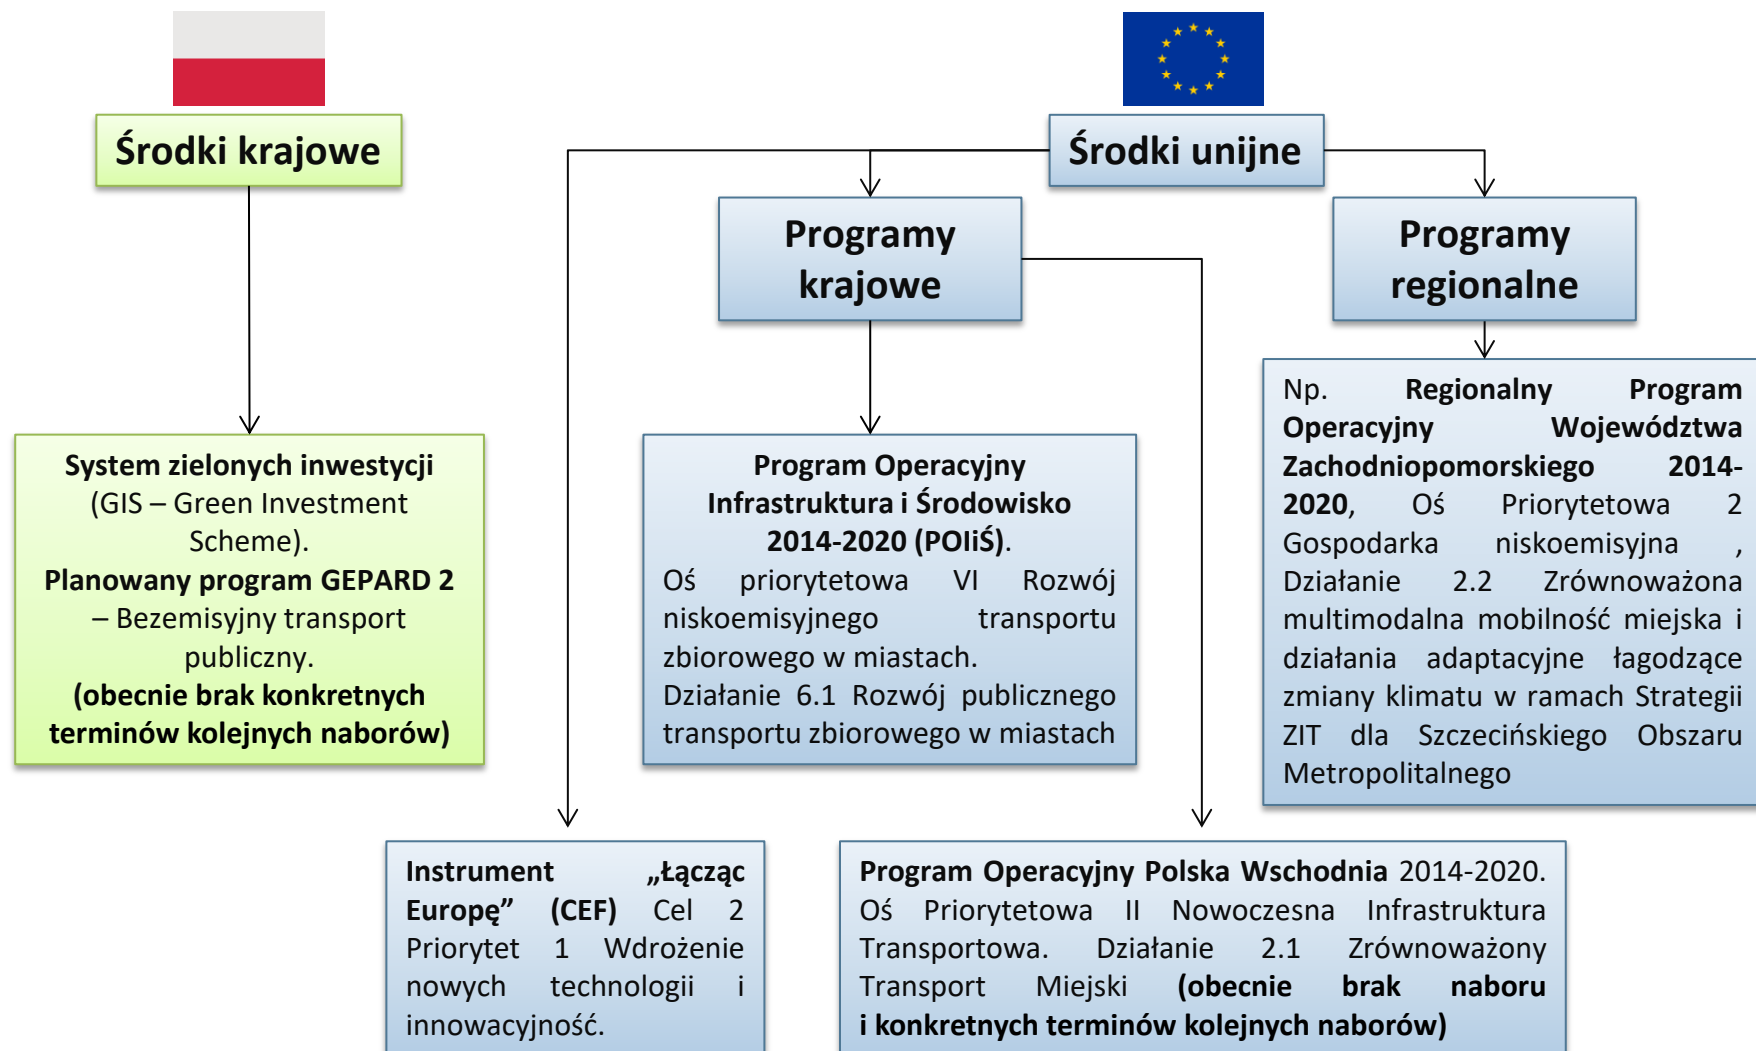 Środki krajowe
Środki unijne
Programy
krajowe
Programy
regionalne
System zielonych inwestycji
(GIS – Green Investment
Scheme).
Planowany program GEPARD 2
– Bezemisyjny transport
publiczny.
(obecnie brak konkretnych
terminów kolejnych naborów)
Program Operacyjny
Infrastruktura i Środowisko
2014-2020 (POIiŚ).
Oś priorytetowa VI Rozwój
niskoemisyjnego transportu
zbiorowego w miastach.
Działanie 6.1 Rozwój publicznego
transportu zbiorowego w miastach
Np. Regionalny Program
Operacyjny Województwa
Zachodniopomorskiego 2014-
2020, Oś Priorytetowa 2
Gospodarka niskoemisyjna ,
Działanie 2.2 Zrównoważona
multimodalna mobilność miejska i
działania adaptacyjne łagodzące
zmiany klimatu w ramach Strategii
ZIT dla Szczecińskiego Obszaru
Metropolitalnego
Instrument „Łącząc
Europę” (CEF) Cel 2
Priorytet 1 Wdrożenie
nowych technologii i
innowacyjność.
Program Operacyjny Polska Wschodnia 2014-2020.
Oś Priorytetowa II Nowoczesna Infrastruktura
Transportowa. Działanie 2.1 Zrównoważony
Transport Miejski (obecnie brak naboru
i konkretnych terminów kolejnych naborów)